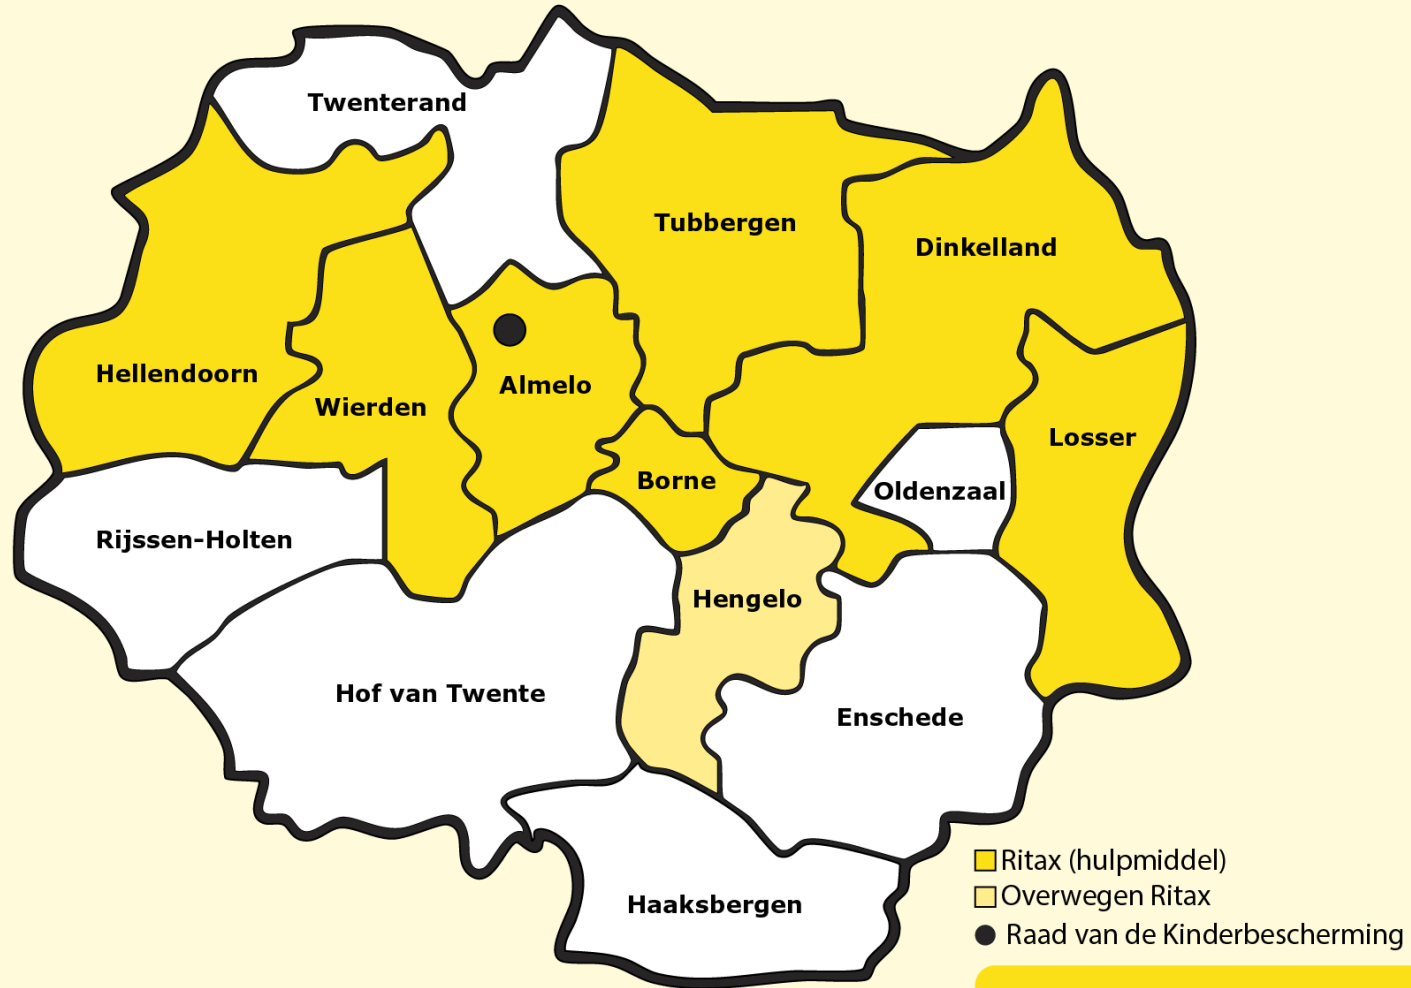 Twenterand
Tubbergen
Dinkelland
Hellendoorn
Wierden
Almelo
Losser
Borne
Oldenzaal
Rijssen-Holten
Hengelo
Hof van Twente
Enschede
Haaksbergen
Ritax (hulpmiddel)
Overwegen Ritax
Raad van de Kinderbescherming